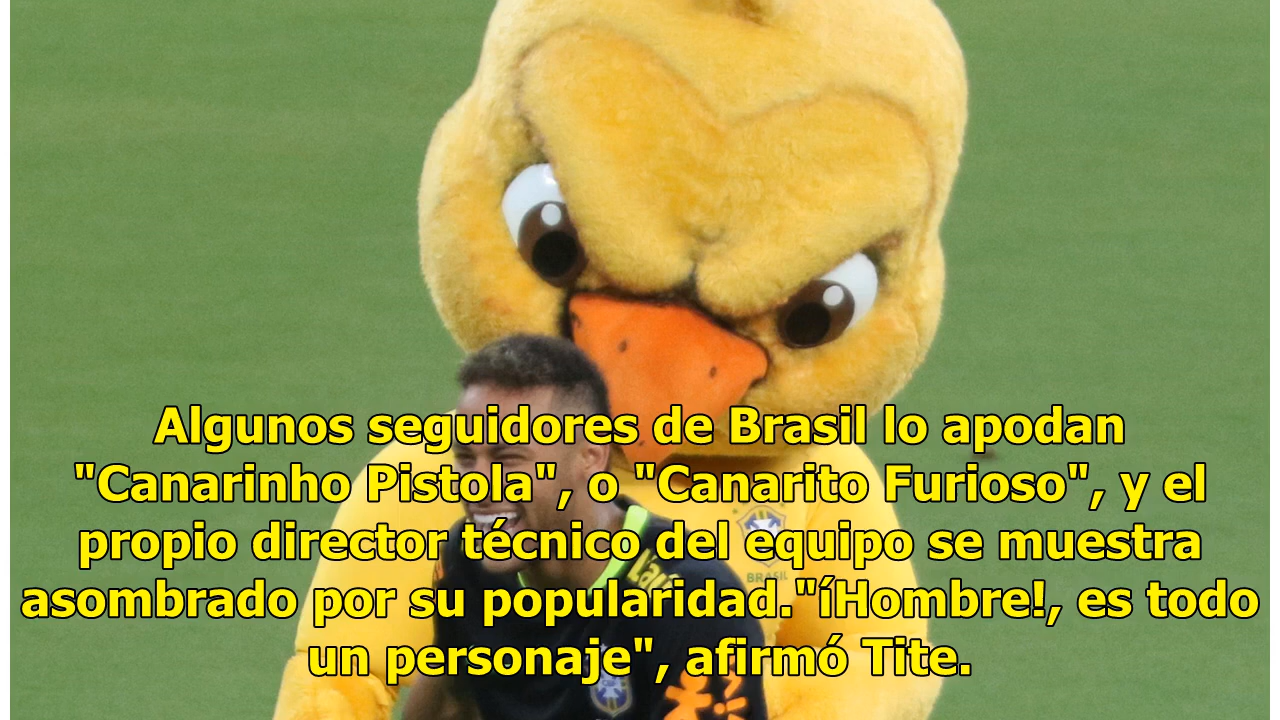 Algunos seguidores de Brasil lo apodan
"Canarinho Pistola", o "Canarito Furioso", y el
propio director técnico del equipo se muestra
asombrado por su popularidad."íHombre!, es todo
un personaje", afirmó Tite.
BRASIL